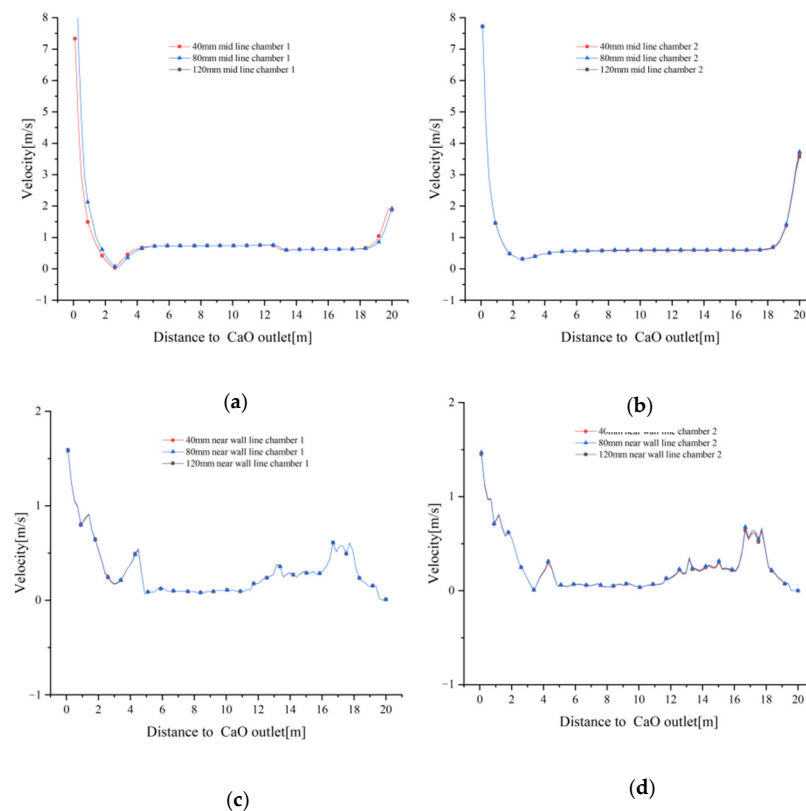 8
7
6
5
4
3
2
1
0
−1
Velocity[m/s]
40mm mid line chamber 1
80mm mid line chamber 1
120mm mid line chamber 1
0 2 4 6 8 10 12 14 16 18 20
Distance to CaO outlet[m]
(a)
8
7
6
5
4
3
2
1
0
−1
Velocity[m/s]
40mm mid line chamber 2
80mm mid line chamber 2
120mm mid line chamber 2
0 2 4 6 8 10 12 14 16 18 20
Distance to CaO outlet[m]
(b)
2
1
0
−1
Velocity[m/s]
40mm near wall line chamber 1
80mm near wall line chamber 1
120mm near wall line chamber 1
0 2 4 6 8 10 12 14 16 18 20
Distance to CaO outlet[m]
(c)
2
1
0
−1
Velocity[m/s]
40mm near wall line chamber 2
80mm near wall line chamber 2
120mm near wall line chamber 2
0 2 4 6 8 10 12 14 16 18 20
Distance to CaO outlet[m]
(d)